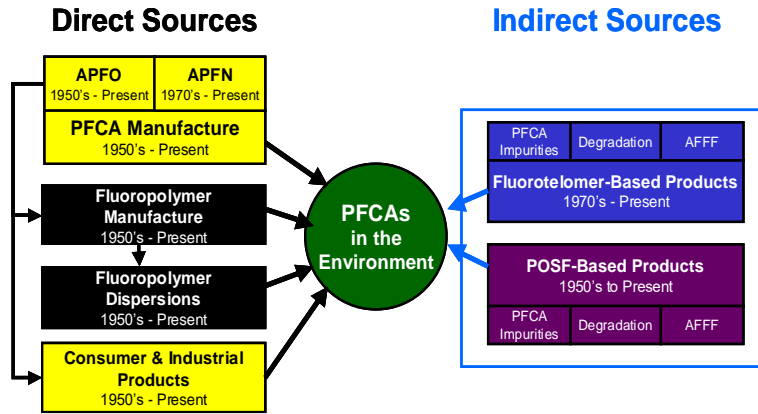 Direct Sources
APFO
1950's - Present
APFN
1970's - Present
PFCA Manufacture
1950's - Present
Fluoropolymer
Manufacture
1950's - Present
Fluoropolymer
Dispersions
1950's - Present
Consumer & Industrial
Products
1950's - Present
PFCAs
in the
Environment
Indirect Sources
PFCA
Impurities
Degradation
AFFF
Fluorotelomer-Based Products
1970's - Present
POSF-Based Products
1950's to Present
PFCA
Impurities
Degradation
AFFF